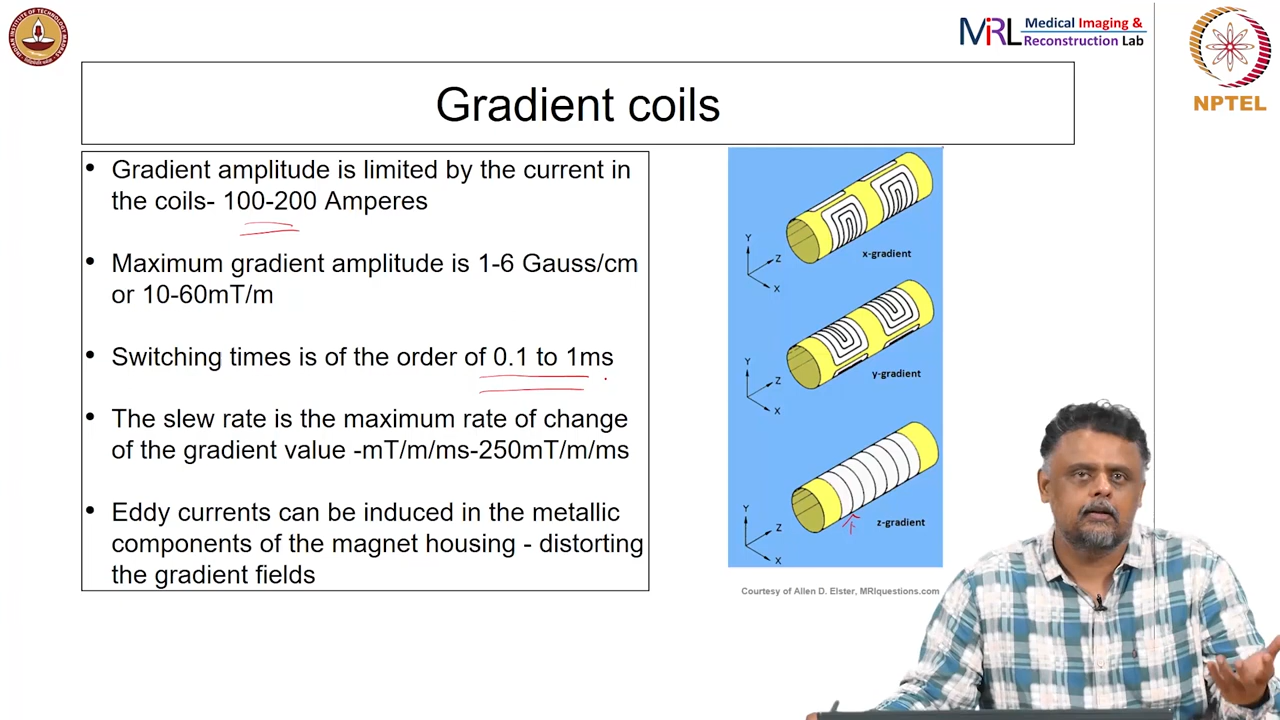 MIRL Medical Imaging &
Reconstruction Lab
NPTEL
Gradient coils
• Gradient amplitude is limited by the current in
the coils- 100-200 Amperes
• Maximum gradient amplitude is 1-6 Gauss/cm
or 10-60mT/m
• Switching times is of the order of 0.1 to 1ms
• The slew rate is the maximum rate of change
of the gradient value -mT/m/ms-250mT/m/ms
• Eddy currents can be induced in the metallic
components of the magnet housing - distorting
the gradient fields
Y
Z
X
x-gradient
Y
Z
X
y-gradient
Y
Z
X
z-gradient
Courtesy of Allen D. Elster, MRIquestions.com